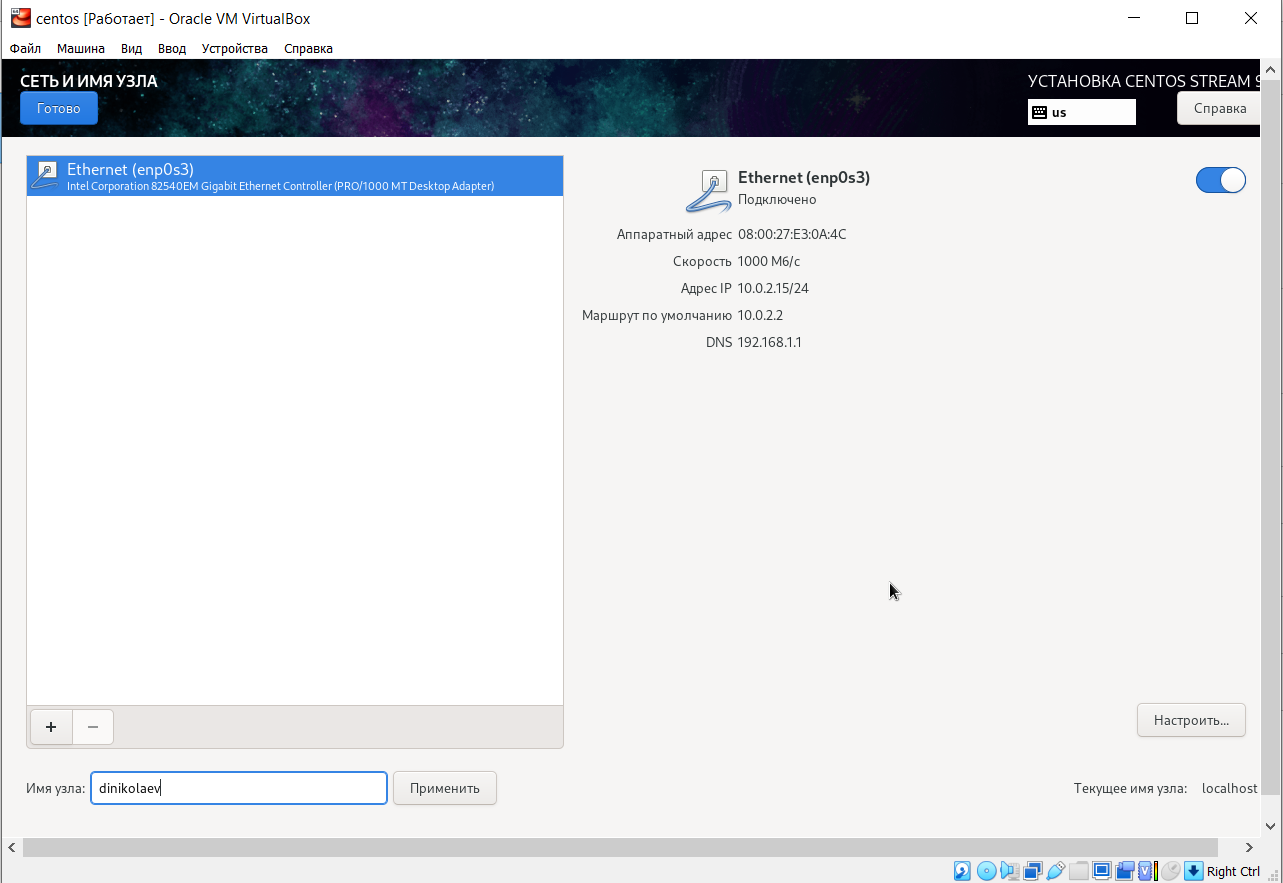 centos [Работает] - Oracle VM VirtualBox
Файл Машина Вид Ввод Устройства Справка
СЕТЬ И ИМЯ УЗЛА
Готово
УСТАНОВКА CENTOS STREAM 9
us
Справка
Ethernet (enp0s3)
Intel Corporation 82540EM Gigabit Ethernet Controller (PRO/1000 MT Desktop Adapter)
Ethernet (enp0s3)
Подключено
Аппаратный адрес 08:00:27:E3:0A:4C
Скорость 1000 Мб/с
Адрес IP 10.0.2.15/24
Маршрут по умолчанию 10.0.2.2
DNS 192.168.1.1
+ −
Настроить...
Имя узла: dinikolaev Применить
Текущее имя узла: localhost
Right Ctrl